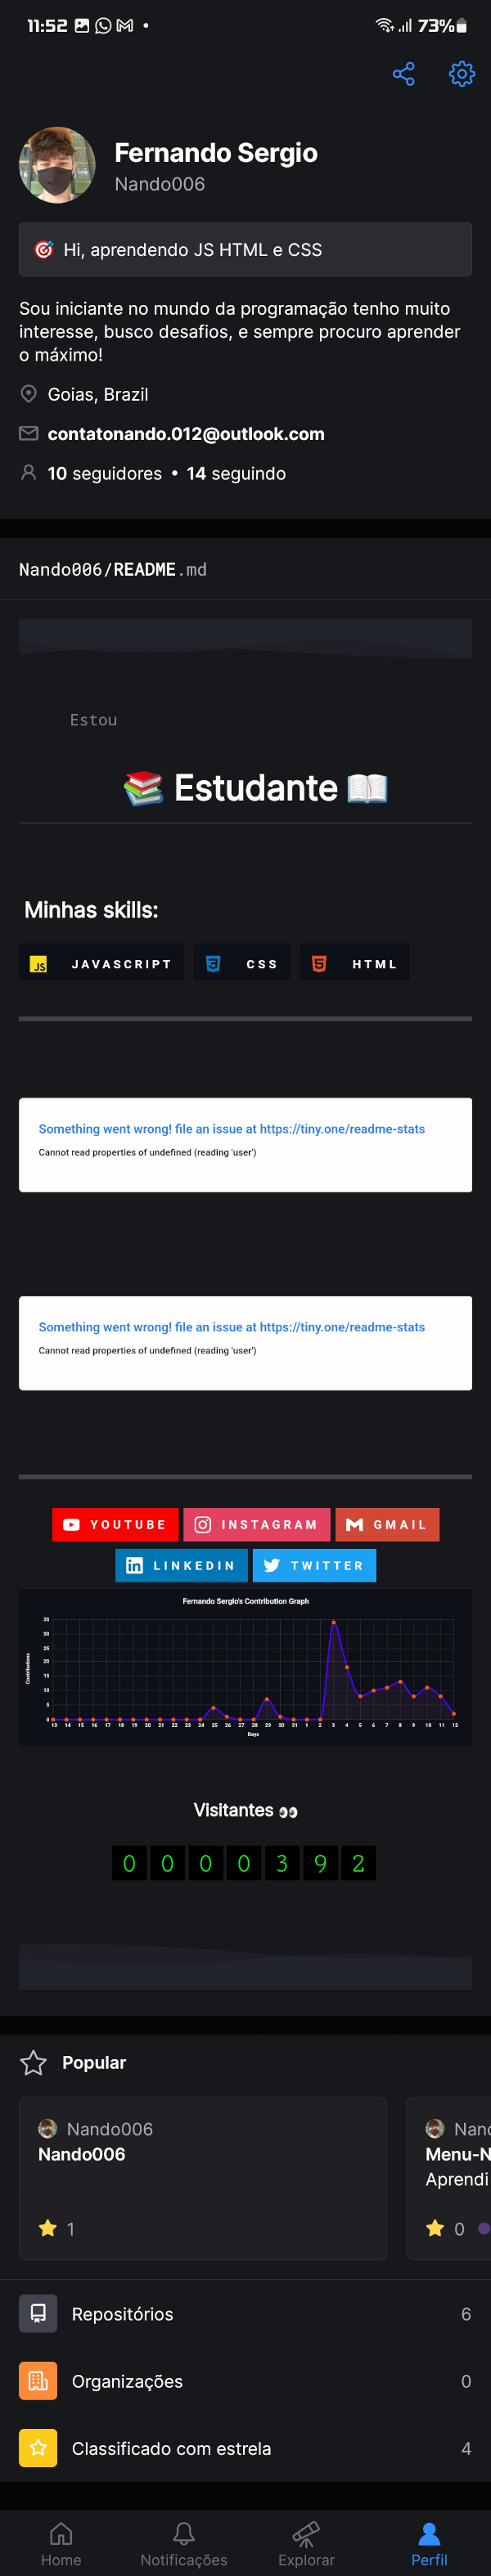 11:52 73%
Fernando Sergio
Nando006
Hi, aprendendo JS HTML e CSS
Sou iniciante no mundo da programação tenho muito
interesse, busco desafios, e sempre procuro aprender
o máximo!
Goias, Brazil
contatonando.012@outlook.com
10 seguidores • 14 seguindo
Nando006/README.md
Estou
Estudante
Minhas skills:
JS JAVASCRIPT CSS HTML
Something went wrong! file an issue at https://tiny.one/readme-stats
Cannot read properties of undefined (reading 'user')
Something went wrong! file an issue at https://tiny.one/readme-stats
Cannot read properties of undefined (reading 'user')
YOUTUBE INSTAGRAM GMAIL
LINKEDIN TWITTER
Fernando Sergio's Contribution Graph
Contributions
35
30
25
20
15
10
5
0
13 14 15 16 17 18 19 20 21 22 23 24 25 26 27 28 29 30 31 1 2 3 4 5 6 7 8 9 10 11 12
Days
Visitantes
0 0 0 0 3 9 2
Popular
Nando006 Nand
Nando006 Menu-N
Aprendi
1 0
Repositórios 6
Organizações 0
Classificado com estrela 4
Home Notificações Explorar Perfil